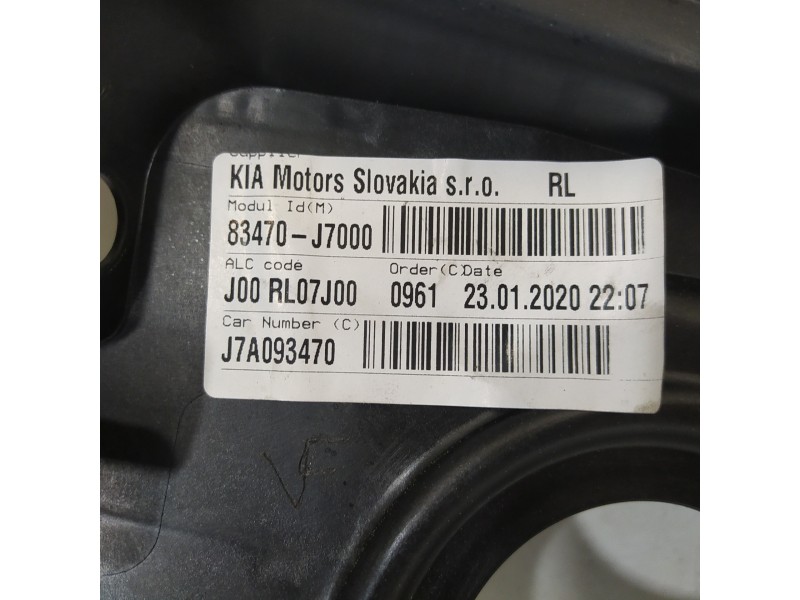 Supplier
KIA Motors Slovakia s.r.o. RL
Modul Id(M)
83470-J7000
ALC code Order(C)Date
J00 RL07J00 0961 23.01.2020 22:07
Car Number (C)
J7A093470